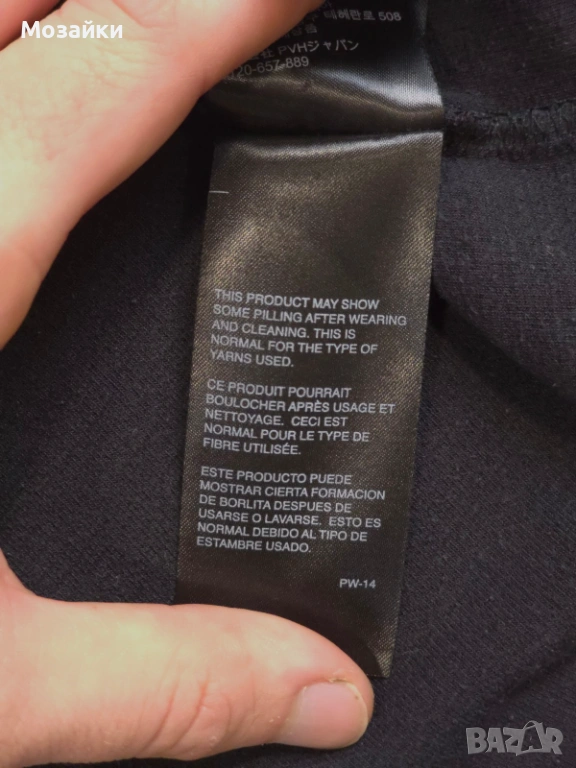 Мозайки
508
PVHジャパン
657-889
THIS PRODUCT MAY SHOW
SOME PILLING AFTER WEARING
AND CLEANING. THIS IS
NORMAL FOR THE TYPE OF
YARNS USED.
CE PRODUIT POURRAIT
BOULOCHER APRÈS USAGE ET
NETTOYAGE. CECI EST
NORMAL POUR LE TYPE DE
FIBRE UTILISÉE.
ESTE PRODUCTO PUEDE
MOSTRAR CIERTA FORMACION
DE BORLITA DESPUES DE
USARSE O LAVARSE. ESTO ES
NORMAL DEBIDO AL TIPO DE
ESTAMBRE USADO.
PW-14
BAZAR